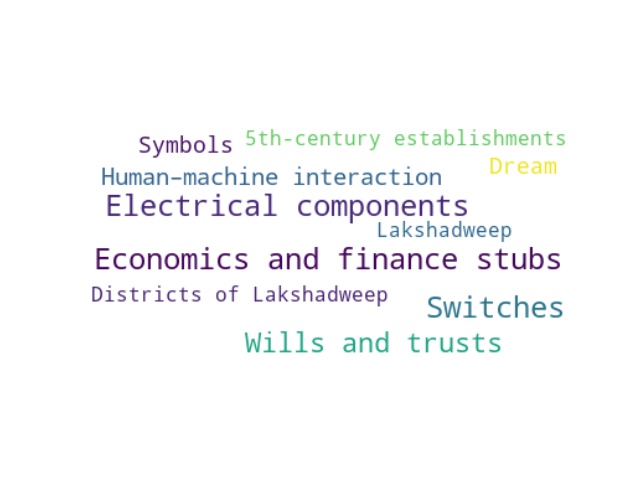 Symbols
5th-century establishments
Dream
Human–machine interaction
Electrical components
Lakshadweep
Economics and finance stubs
Districts of Lakshadweep
Switches
Wills and trusts